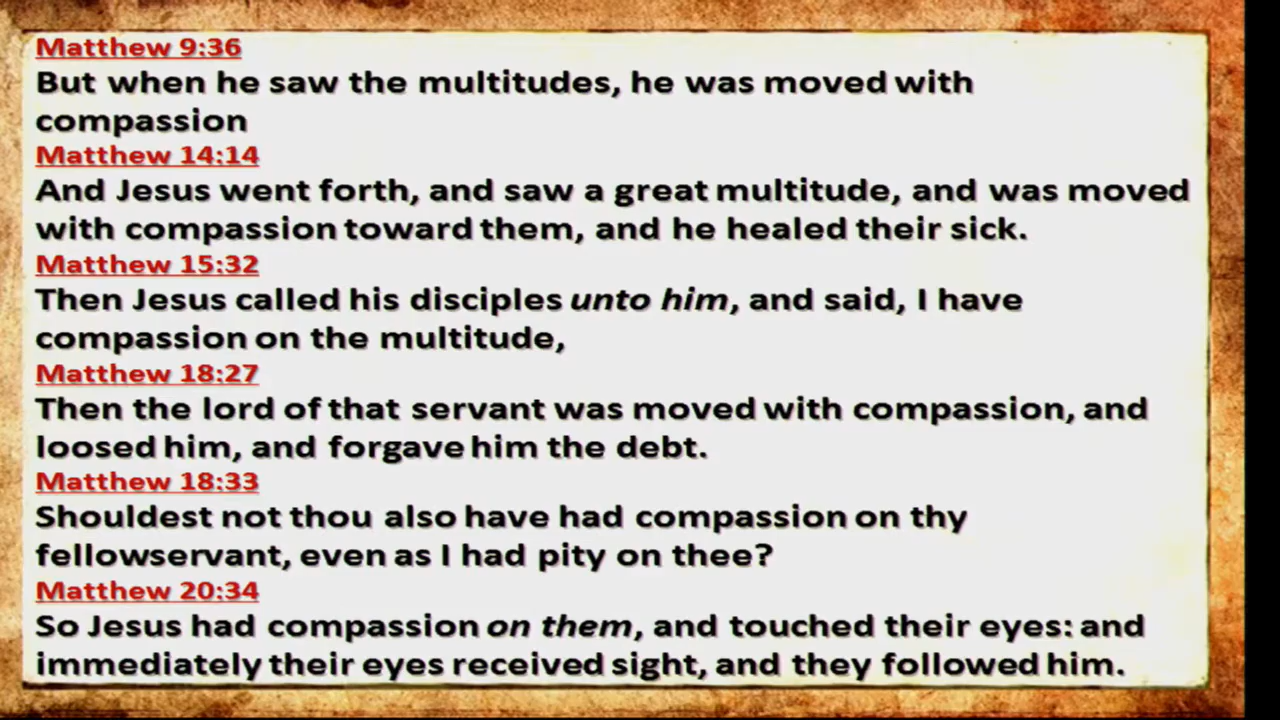 Matthew 9:36
But when he saw the multitudes, he was moved with
compassion
Matthew 14:14
And Jesus went forth, and saw a great multitude, and was moved
with compassion toward them, and he healed their sick.
Matthew 15:32
Then Jesus called his disciples unto him, and said, I have
compassion on the multitude,
Matthew 18:27
Then the lord of that servant was moved with compassion, and
loosed him, and forgave him the debt.
Matthew 18:33
Shouldest not thou also have had compassion on thy
fellowservant, even as I had pity on thee?
Matthew 20:34
So Jesus had compassion on them, and touched their eyes: and
immediately their eyes received sight, and they followed him.